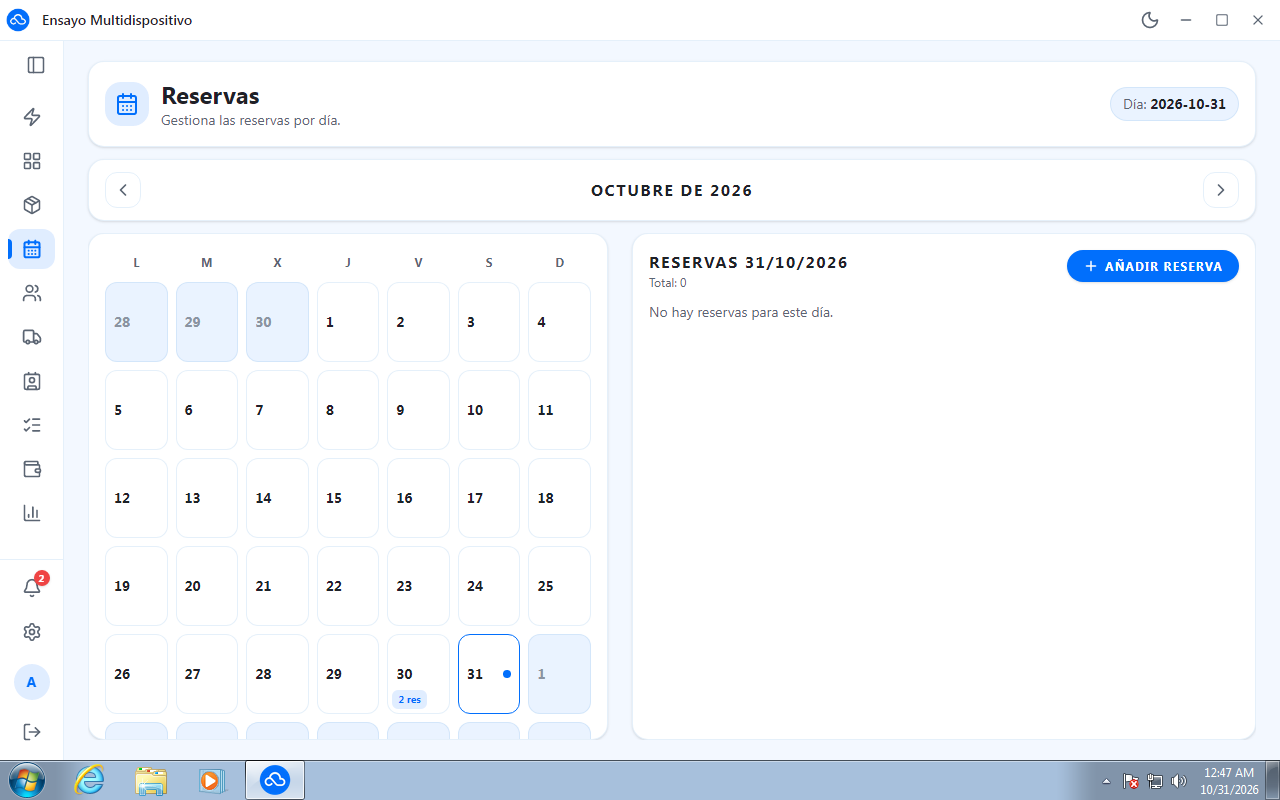 Ensayo Multidispositivo
Reservas
Gestiona las reservas por día.
Día: 2026-10-31
OCTUBRE DE 2026
L M X J V S D
28 29 30 1 2 3 4
5 6 7 8 9 10 11
12 13 14 15 16 17 18
19 20 21 22 23 24 25
26 27 28 29 30 31 1
2 res
RESERVAS 31/10/2026
Total: 0
+ AÑADIR RESERVA
No hay reservas para este día.
2
A
12:47 AM
10/31/2026